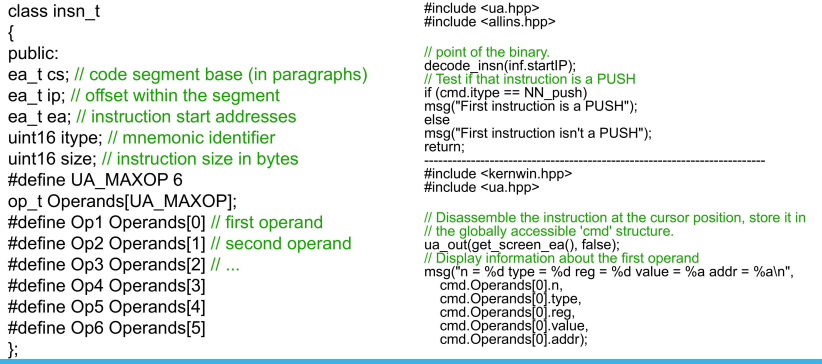 class insn_t
{
public:
ea_t cs; // code segment base (in paragraphs)
ea_t ip; // offset within the segment
ea_t ea; // instruction start addresses
uint16 itype; // mnemonic identifier
uint16 size; // instruction size in bytes
#define UA_MAXOP 6
op_t Operands[UA_MAXOP];
#define Op1 Operands[0] // first operand
#define Op2 Operands[1] // second operand
#define Op3 Operands[2] // ...
#define Op4 Operands[3]
#define Op5 Operands[4]
#define Op6 Operands[5]
};
#include <ua.hpp>
#include <allins.hpp>
// point of the binary.
decode_insn(inf.startIP);
// Test if that instruction is a PUSH
if (cmd.itype == NN_push)
msg("First instruction is a PUSH");
else
msg("First instruction isn't a PUSH");
return;
--------------------------------------------------------------------------
#include <kernwin.hpp>
#include <ua.hpp>
// Disassemble the instruction at the cursor position, store it in
// the globally accessible 'cmd' structure.
ua_out(get_screen_ea(), false);
// Display information about the first operand
msg("n = %d type = %d reg = %d value = %a addr = %a\n",
cmd.Operands[0].n,
cmd.Operands[0].type,
cmd.Operands[0].reg,
cmd.Operands[0].value,
cmd.Operands[0].addr);